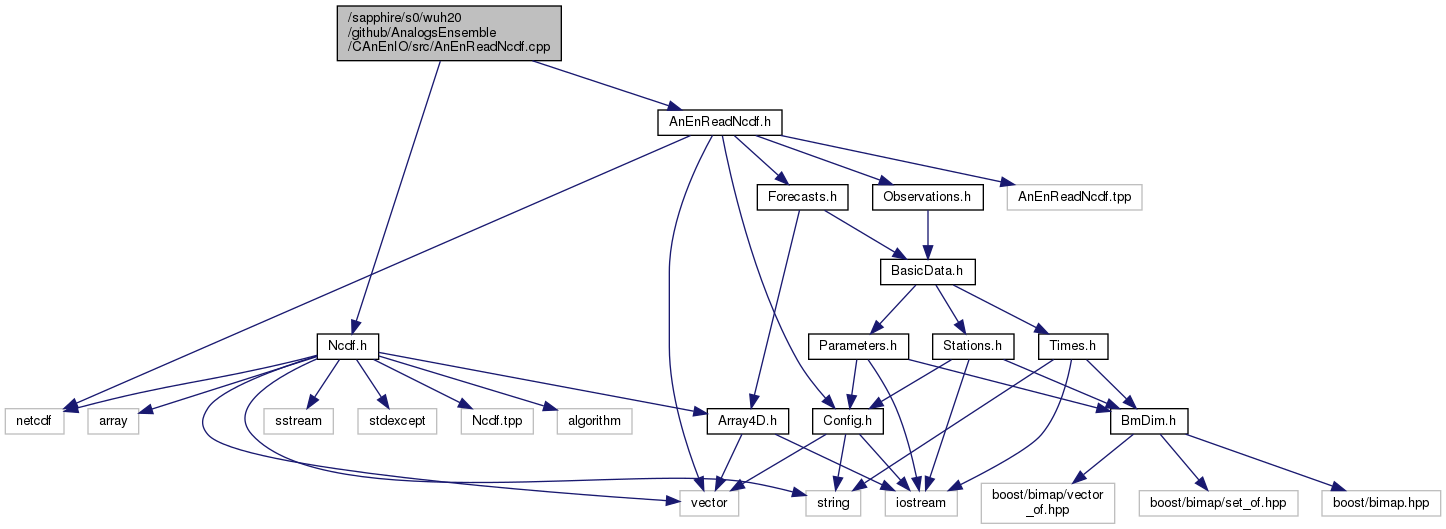 /sapphire/s0/wuh20
/github/AnalogsEnsemble
/CAnEnIO/src/AnEnReadNcdf.cpp
AnEnReadNcdf.h
Forecasts.h
Observations.h
AnEnReadNcdf.tpp
BasicData.h
Ncdf.h
Parameters.h
Stations.h
Times.h
netcdf
array
sstream
stdexcept
Ncdf.tpp
algorithm
Array4D.h
Config.h
BmDim.h
vector
string
iostream
boost/bimap/vector
_of.hpp
boost/bimap/set_of.hpp
boost/bimap.hpp